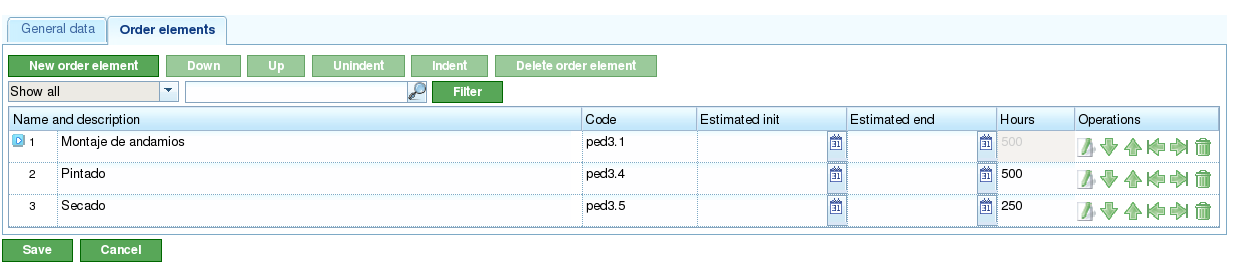 General data Order elements
New order element Down Up Unindent Indent Delete order element
Show all Filter
Name and description Code Estimated init Estimated end Hours Operations
1 Montaje de andamios ped3.1 31 31 500
2 Pintado ped3.4 31 31 500
3 Secado ped3.5 31 31 250
Save Cancel